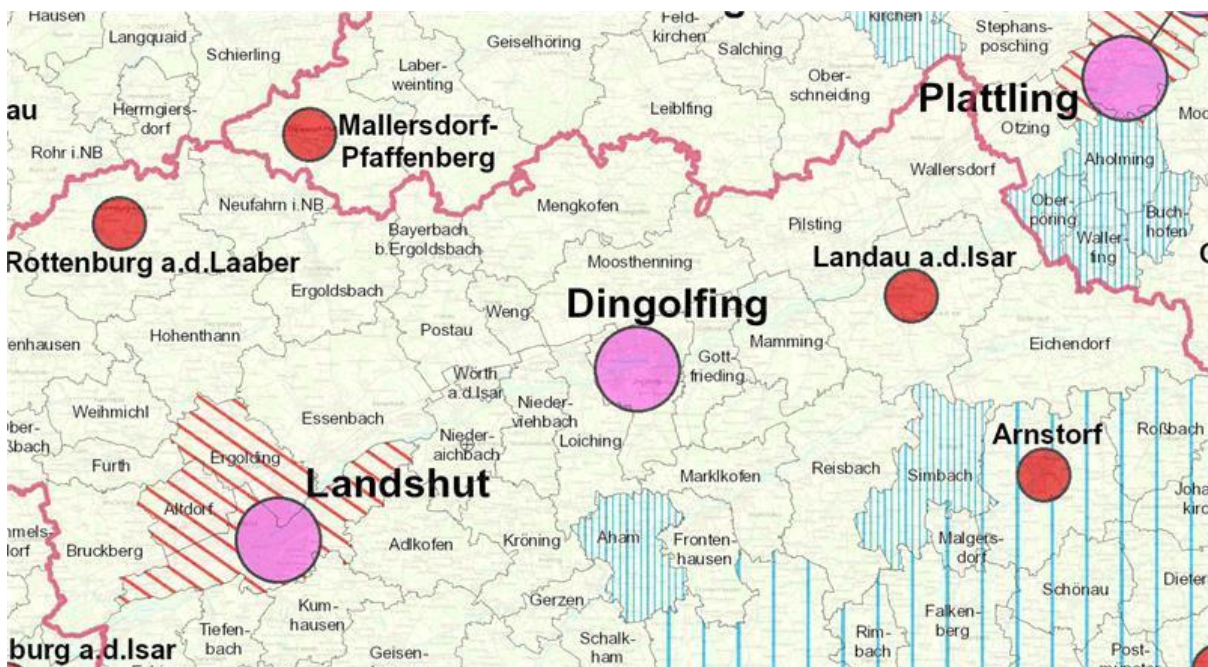 Hausen
Langquaid
Schierling
Geiselhöring
Feld-
kirchen
Salching
kirchen
Stephans-
posching
Laber-
weinting
Ober-
schneiding
Plattling
Herrngiers-
dorf
Leiblfing
Otzing
au
Mallersdorf-
Pfaffenberg
Rohr i.NB
Aholming
Wallersdorf
Neufahrn i.NB
Mengkofen
Ober-
pöring
Buch-
hofen
Bayerbach
b.Ergoldsbach
Pilsting
Waller-
fing
Rottenburg a.d.Laaber
Moosthenning
Landau a.d.Isar
Ergoldsbach
Dingolfing
Weng
Postau
Hohenthann
Mamming
Eichendorf
enhausen
Gott-
frieding
Wörth
a.d.Isar
Nieder-
viehbach
Weihmichl
Essenbach
Loiching
Nieder-
aichbach
Arnstorf
Roßbach
Furth
Ergolding
Landshut
Marklkofen
Reisbach
Simbach
Altdorf
Bruckberg
Adlkofen
Kröning
Aham
Fronten-
hausen
Malgers-
dorf
Schönau
Gerzen
Kum-
hausen
Falken-
berg
Tiefen-
bach
Schalk-
ham
Rim-
bach
Geisen-
burg a.d.Isar
Post-